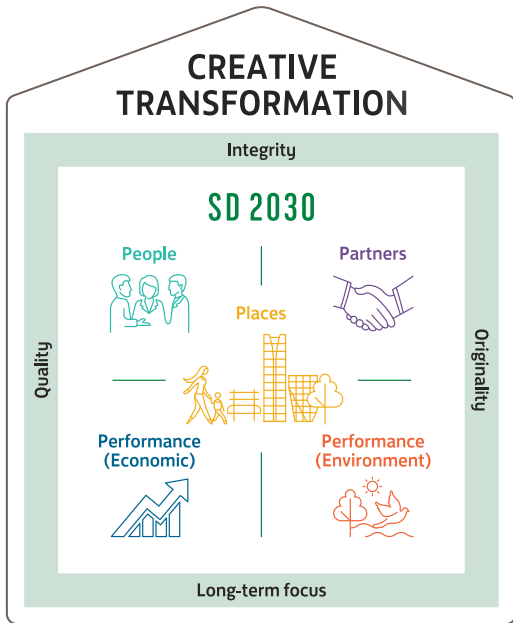 CREATIVE
TRANSFORMATION
Integrity
SD 2030
People
Partners
Places
Quality
Originality
Performance
(Economic)
Performance
(Environment)
Long-term focus